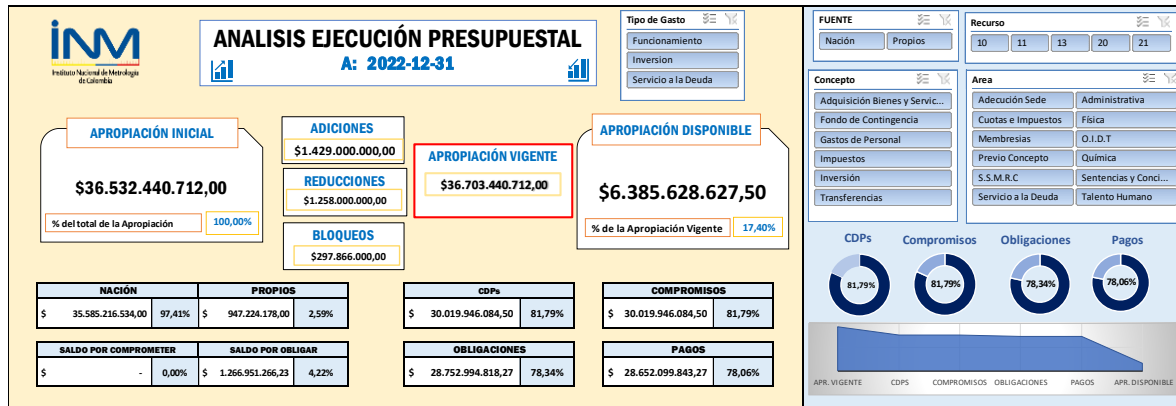 INM
Instituto Nacional de Metrología
de Colombia
ANALISIS EJECUCIÓN PRESUPUESTAL
A: 2022-12-31
Tipo de Gasto
Funcionamiento
Inversion
Servicio a la Deuda
FUENTE
Nación Propios
Recurso
10 11 13 20 21
Concepto
Adquisición Bienes y Servic...
Fondo de Contingencia
Gastos de Personal
Impuestos
Inversión
Transferencias
Area
Adecución Sede Administrativa
Cuotas e Impuestos Física
Membresias O.I.D.T
Previo Concepto Química
S.S.M.R.C Sentencias y Conci...
Servicio a la Deuda Talento Humano
APROPIACIÓN INICIAL
$36.532.440.712,00
% del total de la Apropiación 100,00%
ADICIONES
$1.429.000.000,00
REDUCCIONES
$1.258.000.000,00
BLOQUEOS
$297.866.000,00
APROPIACIÓN VIGENTE
$36.703.440.712,00
APROPIACIÓN DISPONIBLE
$6.385.628.627,50
% de la Apropiación Vigente 17,40%
NACIÓN PROPIOS
$ 35.585.216.534,00 97,41% $ 947.224.178,00 2,59%
CDPs
$ 30.019.946.084,50 81,79%
COMPROMISOS
$ 30.019.946.084,50 81,79%
SALDO POR COMPROMETER SALDO POR OBLIGAR
$ - 0,00% $ 1.266.951.266,23 4,22%
OBLIGACIONES
$ 28.752.994.818,27 78,34%
PAGOS
$ 28.652.099.843,27 78,06%
CDPs Compromisos Obligaciones Pagos
81,79% 81,79% 78,34% 78,06%
APR. VIGENTE CDPS COMPROMISOS OBLIGACIONES PAGOS APR. DISPONIBLE